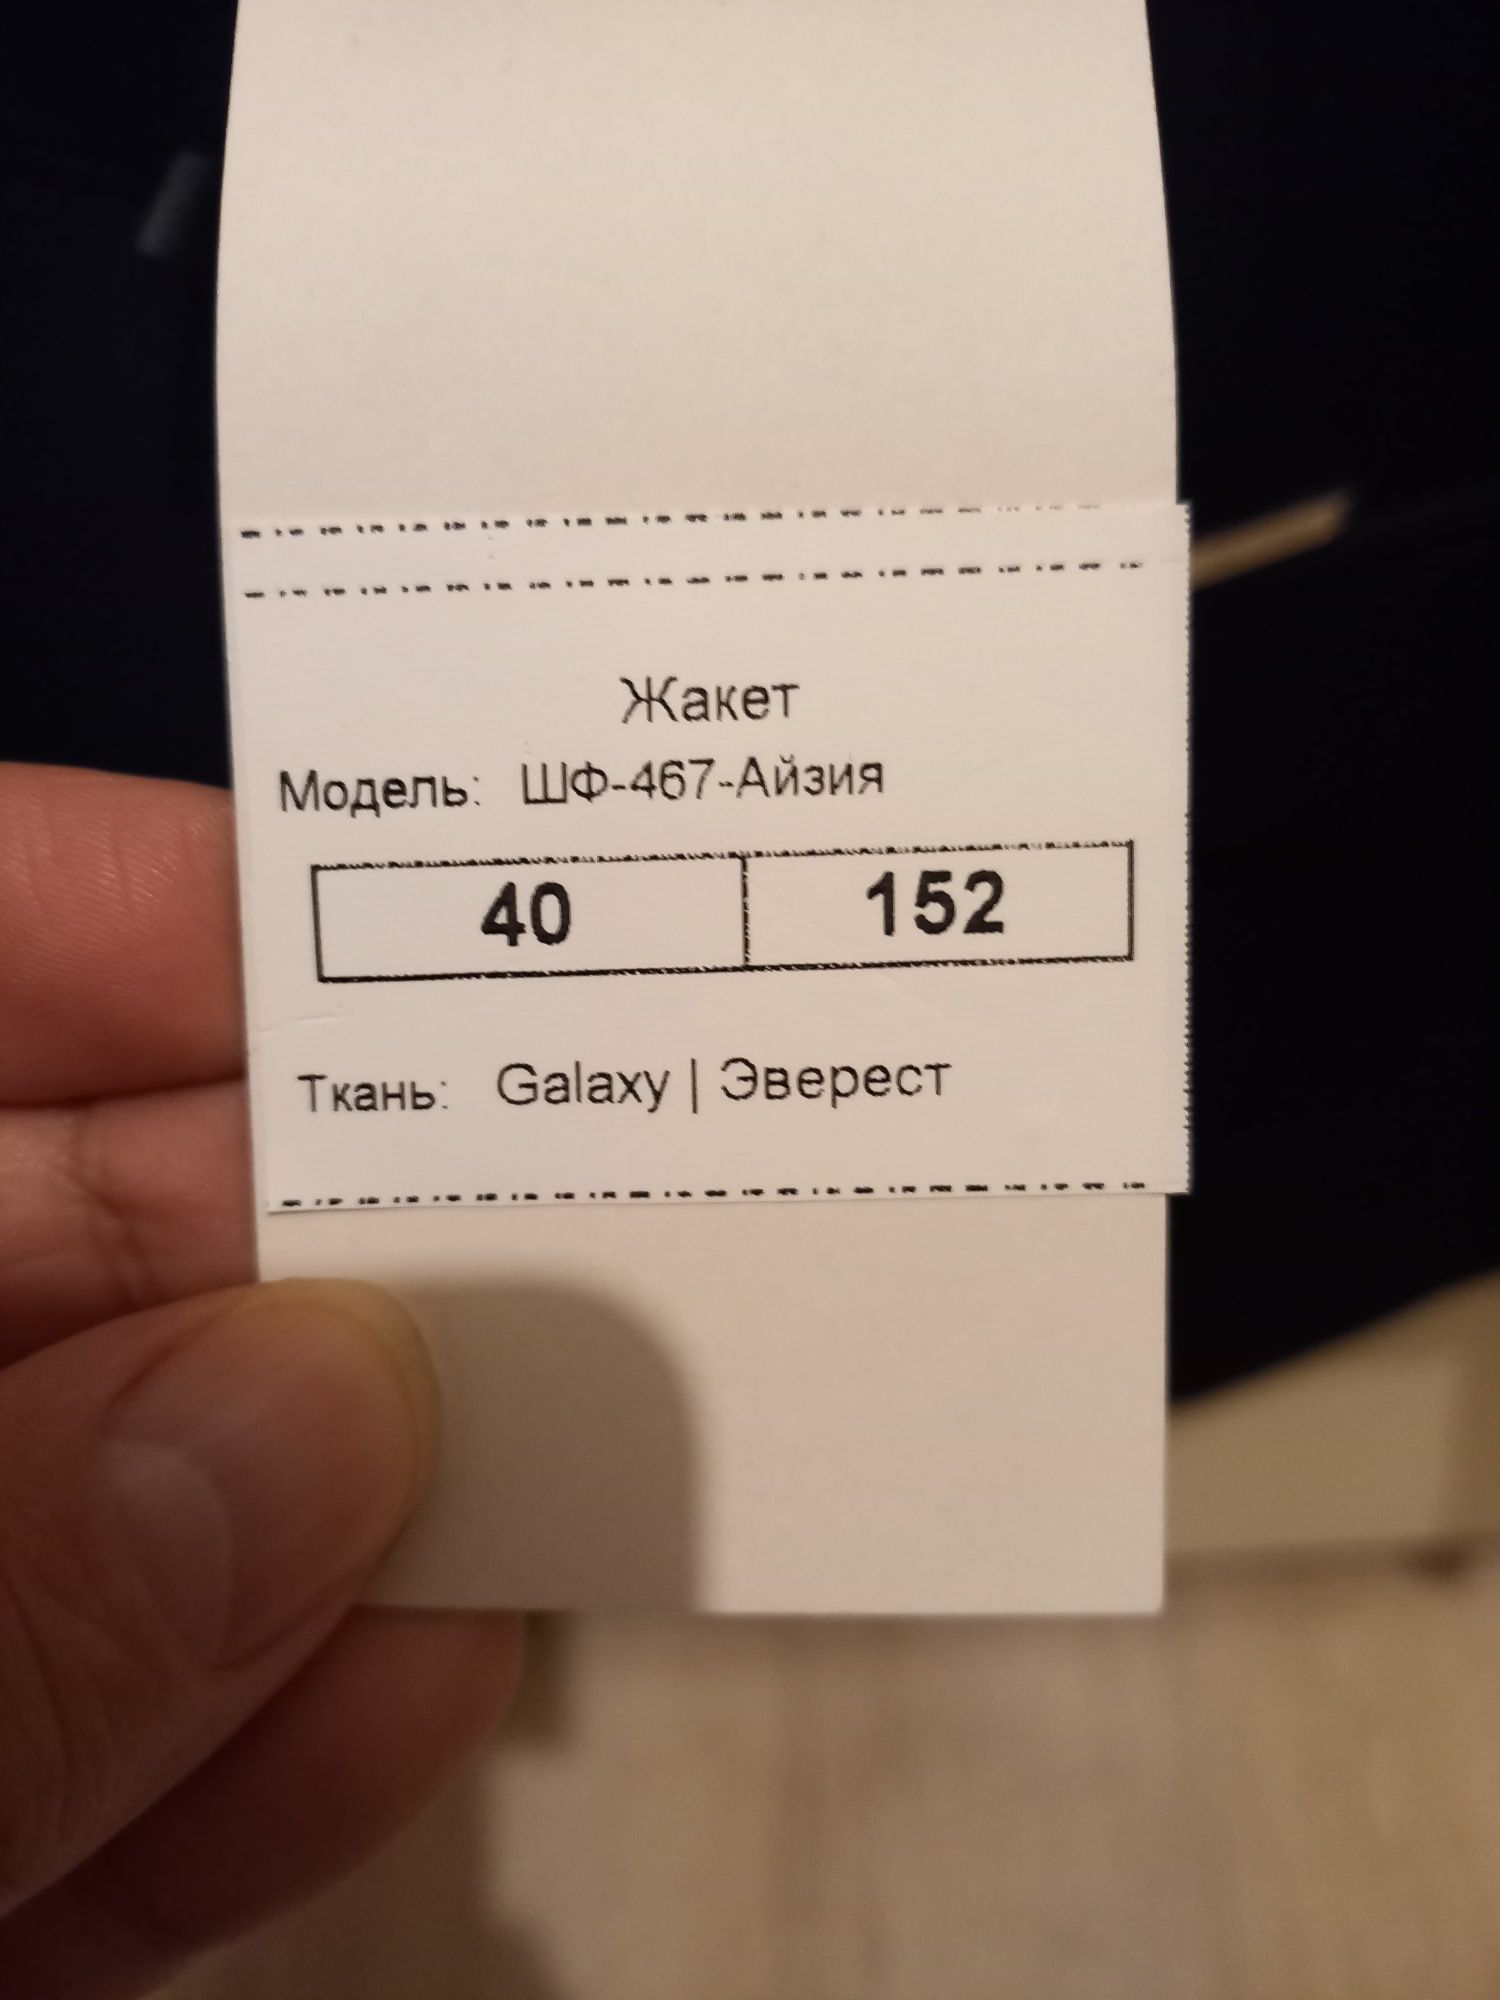 Жакет
Модель: ШФ-467-Айзия
40 152
Ткань: Galaxy | Эверест